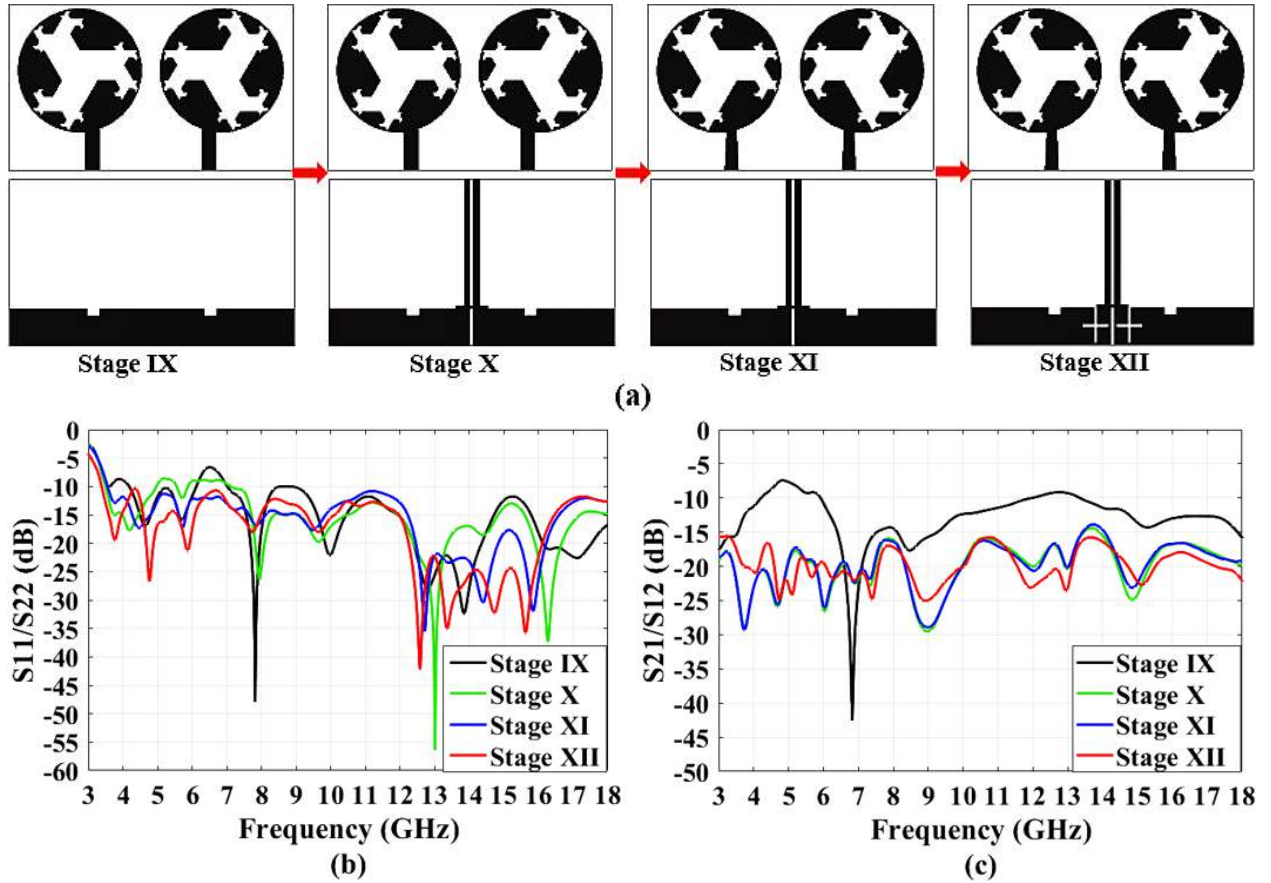 Stage IX Stage X Stage XI Stage XII
(a)
S11/S22 (dB)
0
-5
-10
-15
-20
-25
-30
-35
-40
-45
-50
-55
-60
Stage IX
Stage X
Stage XI
Stage XII
3 4 5 6 7 8 9 10 11 12 13 14 15 16 17 18
Frequency (GHz)
(b)
S21/S12 (dB)
0
-5
-10
-15
-20
-25
-30
-35
-40
-45
-50
Stage IX
Stage X
Stage XI
Stage XII
3 4 5 6 7 8 9 10 11 12 13 14 15 16 17 18
Frequency (GHz)
(c)